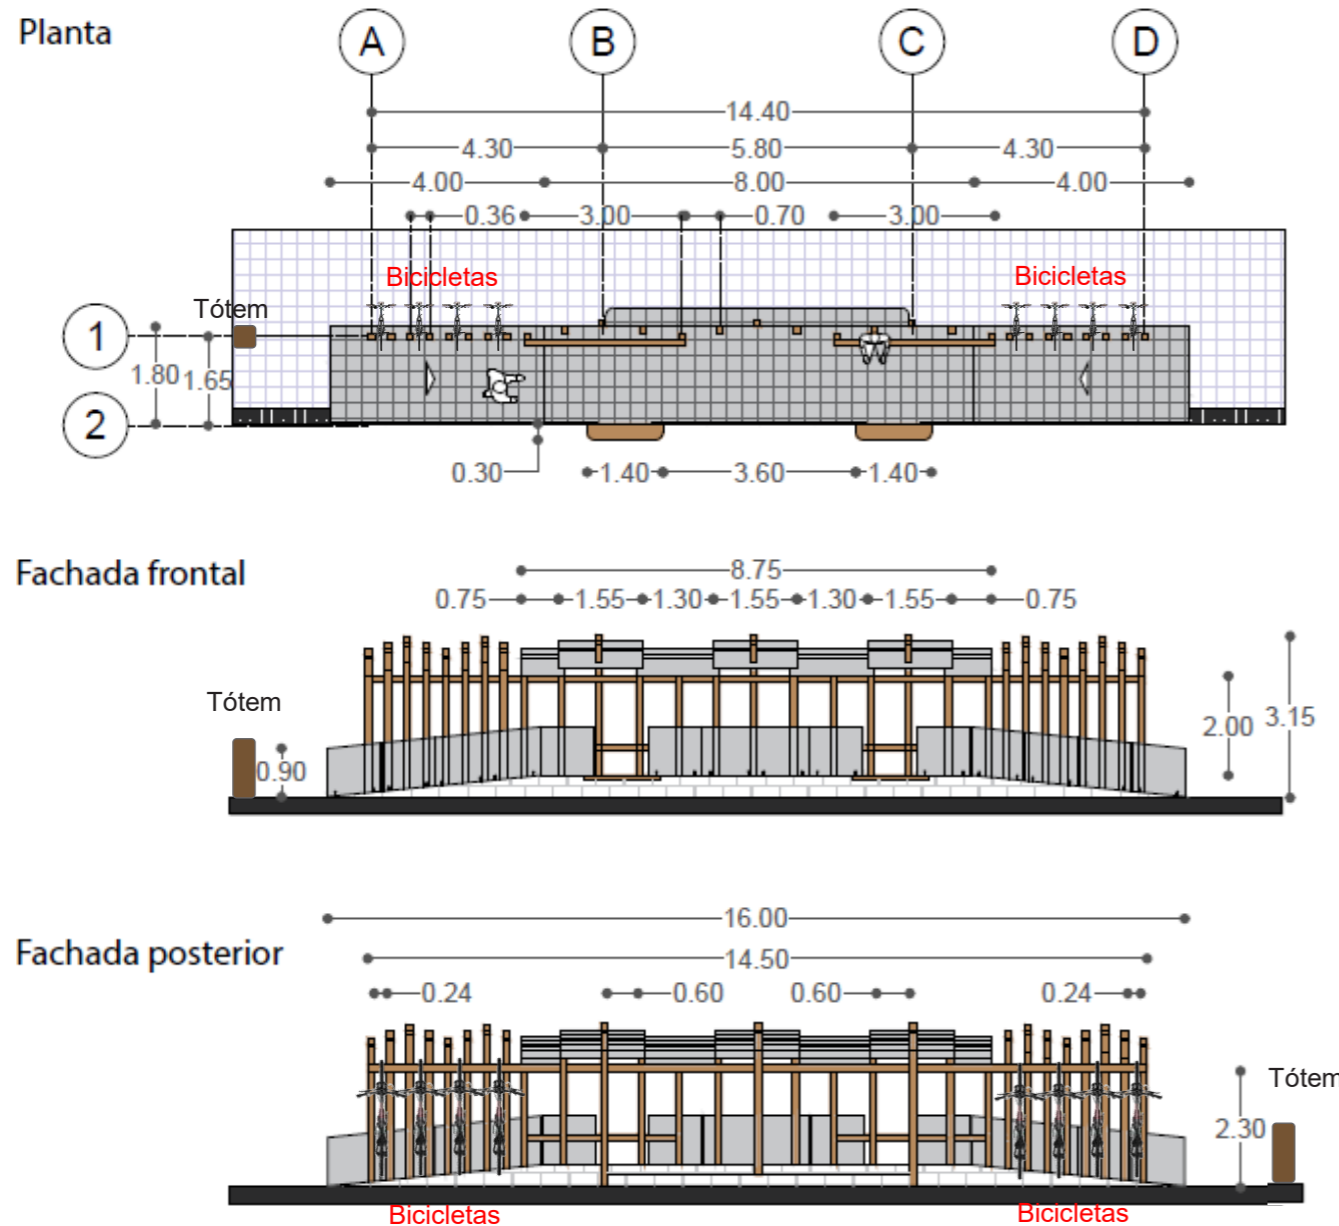 Planta
A B C D
14.40
4.30 5.80 4.30
4.00 8.00 4.00
0.36 3.00 0.70 3.00
Bicicletas Bicicletas
Tótem
1
1.80 1.65
2
0.30 1.40 3.60 1.40
Fachada frontal
8.75
0.75 1.55 1.30 1.55 1.30 1.55 0.75
Tótem
2.00 3.15
0.90
16.00
Fachada posterior
14.50
0.24 0.60 0.60 0.24
Tótem
2.30
Bicicletas Bicicletas